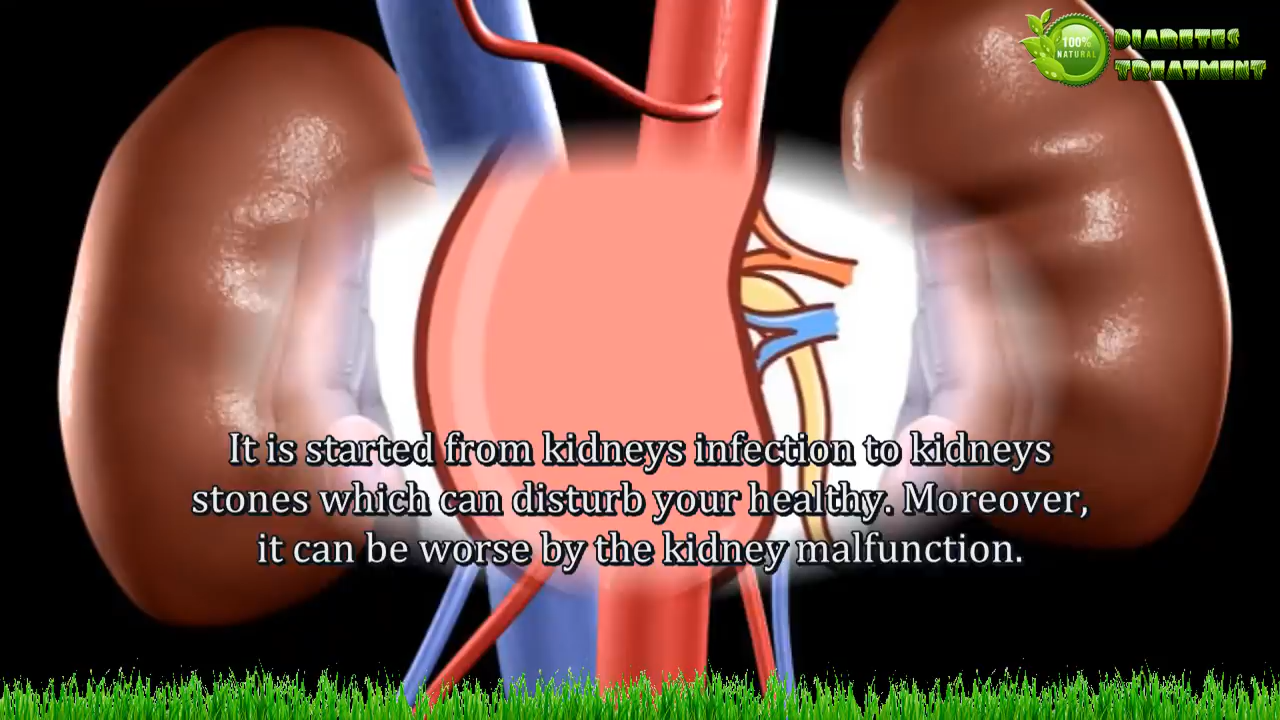 100%
NATURAL
DIABETES
TREATMENT
It is started from kidneys infection to kidneys
stones which can disturb your healthy. Moreover,
it can be worse by the kidney malfunction.